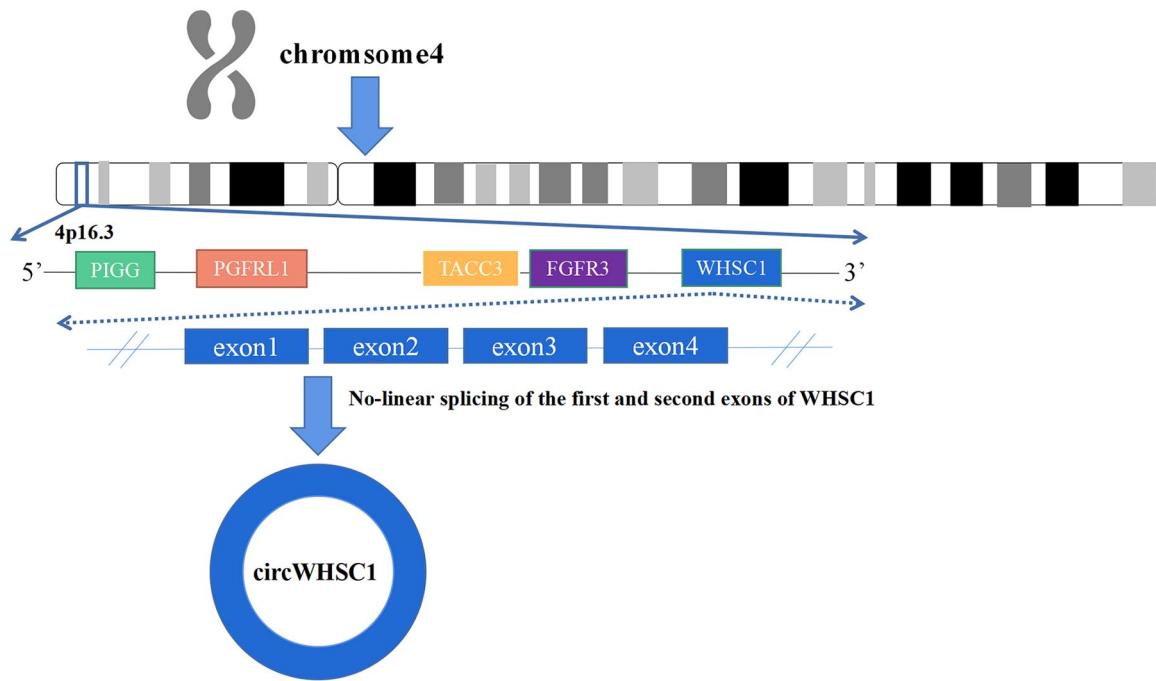 chromsome4
4p16.3
5’ PIGG PGFRL1 TACC3 FGFR3 WHSC1 3’
exon1 exon2 exon3 exon4
No-linear splicing of the first and second exons of WHSC1
circWHSC1